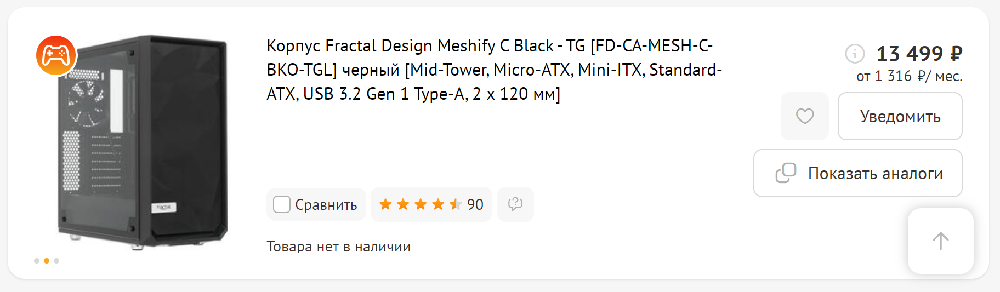 Корпус Fractal Design Meshify C Black - TG [FD-CA-MESH-C-
BKO-TGL] черный [Mid-Tower, Micro-ATX, Mini-ITX, Standard-
ATX, USB 3.2 Gen 1 Type-A, 2 x 120 мм]
13 499 ₽
от 1 316 ₽/ мес.
Уведомить
Показать аналоги
fractal
Сравнить
90
Товара нет в наличии